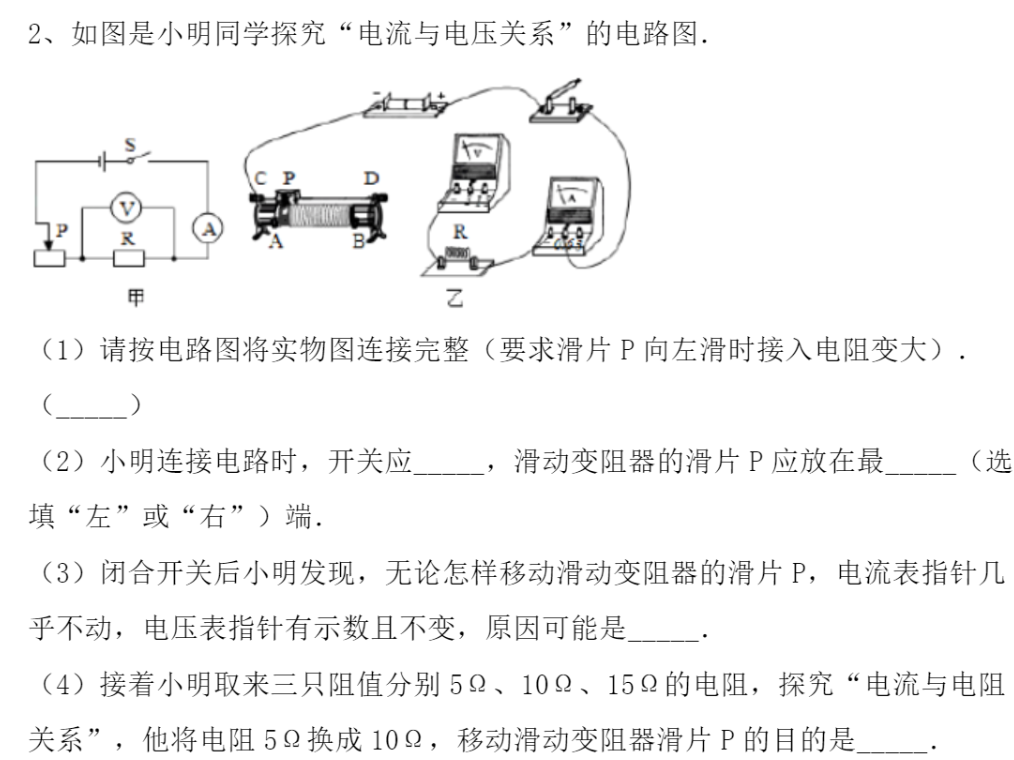 2、如图是小明同学探究“电流与电压关系”的电路图.
- +
S
V
C P D
V
A
P R A
A B
R
-0.6 3
甲 乙
（1）请按电路图将实物图连接完整（要求滑片 P 向左滑时接入电阻变大）.
（_____）
（2）小明连接电路时，开关应_____，滑动变阻器的滑片 P 应放在最_____（选
填“左”或“右”）端.
（3）闭合开关后小明发现，无论怎样移动滑动变阻器的滑片 P，电流表指针几
乎不动，电压表指针有示数且不变，原因可能是_____.
（4）接着小明取来三只阻值分别 5Ω、10Ω、15Ω的电阻，探究“电流与电阻
关系”，他将电阻 5Ω换成 10Ω，移动滑动变阻器滑片 P 的目的是_____.